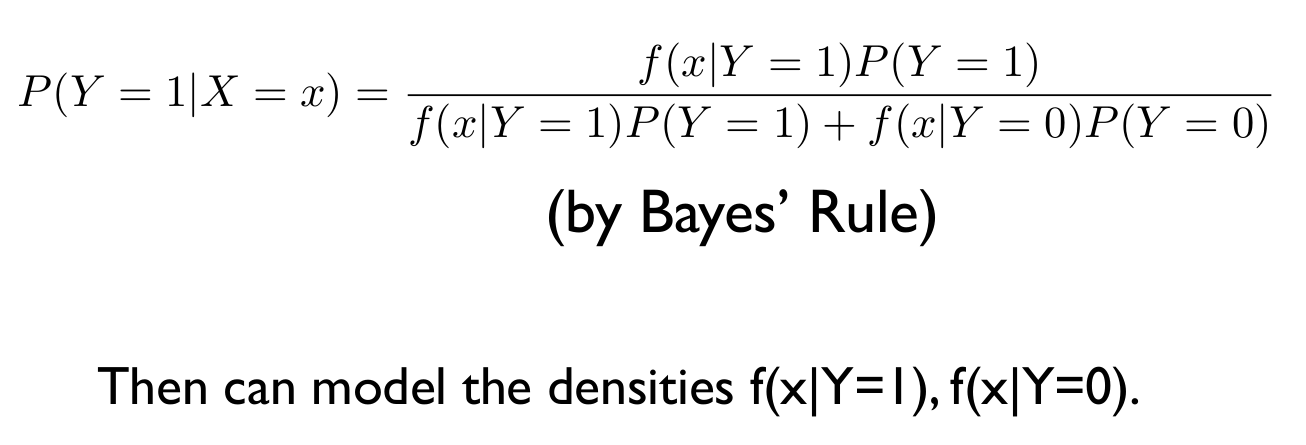 P(Y = 1|X = x) = f(x|Y = 1)P(Y = 1) / f(x|Y = 1)P(Y = 1) + f(x|Y = 0)P(Y = 0)
(by Bayes’ Rule)
Then can model the densities f(x|Y=1), f(x|Y=0).